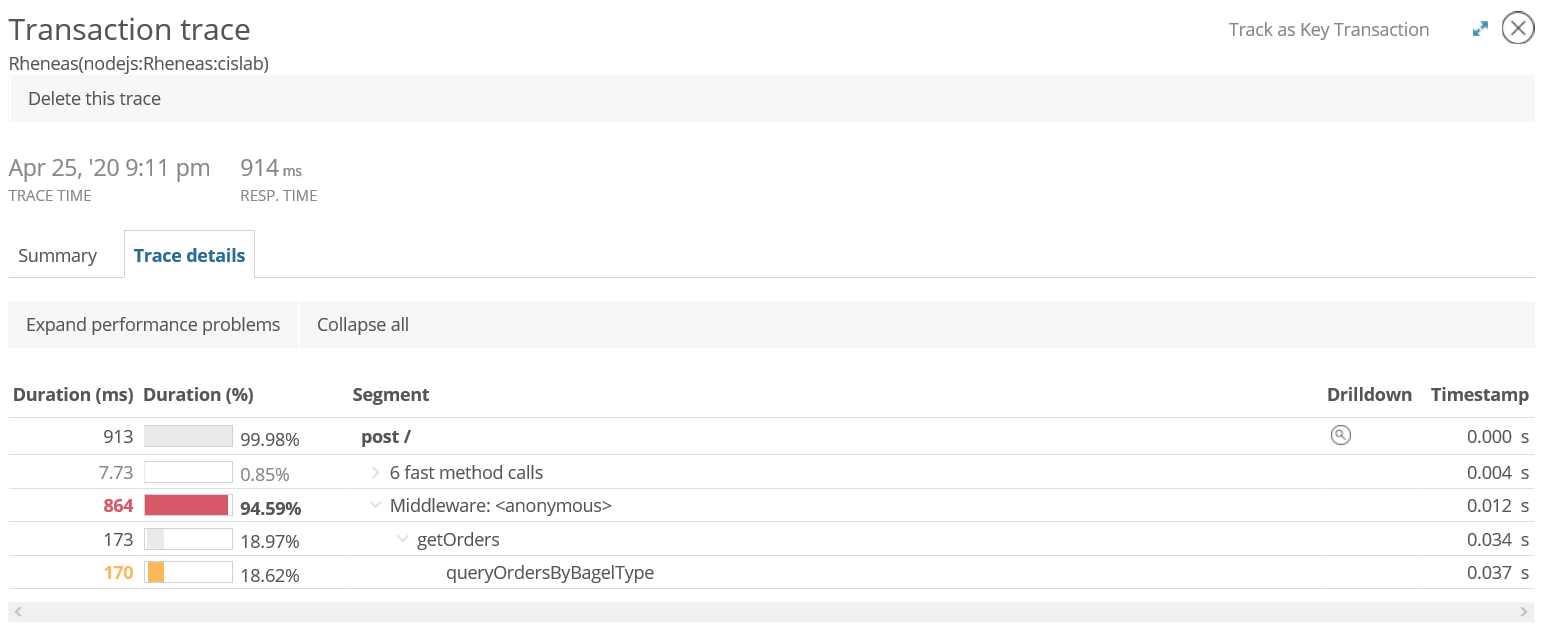 Transaction trace
Track as Key Transaction
Rheneas(nodejs:Rheneas:cislab)
Delete this trace
Apr 25, '20 9:11 pm 914 ms
TRACE TIME RESP. TIME
Summary Trace details
Expand performance problems Collapse all
Duration (ms) Duration (%) Segment Drilldown Timestamp
913 99.98% post / 0.000 s
7.73 0.85% 6 fast method calls 0.004 s
864 94.59% Middleware: <anonymous> 0.012 s
173 18.97% getOrders 0.034 s
170 18.62% queryOrdersByBagelType 0.037 s